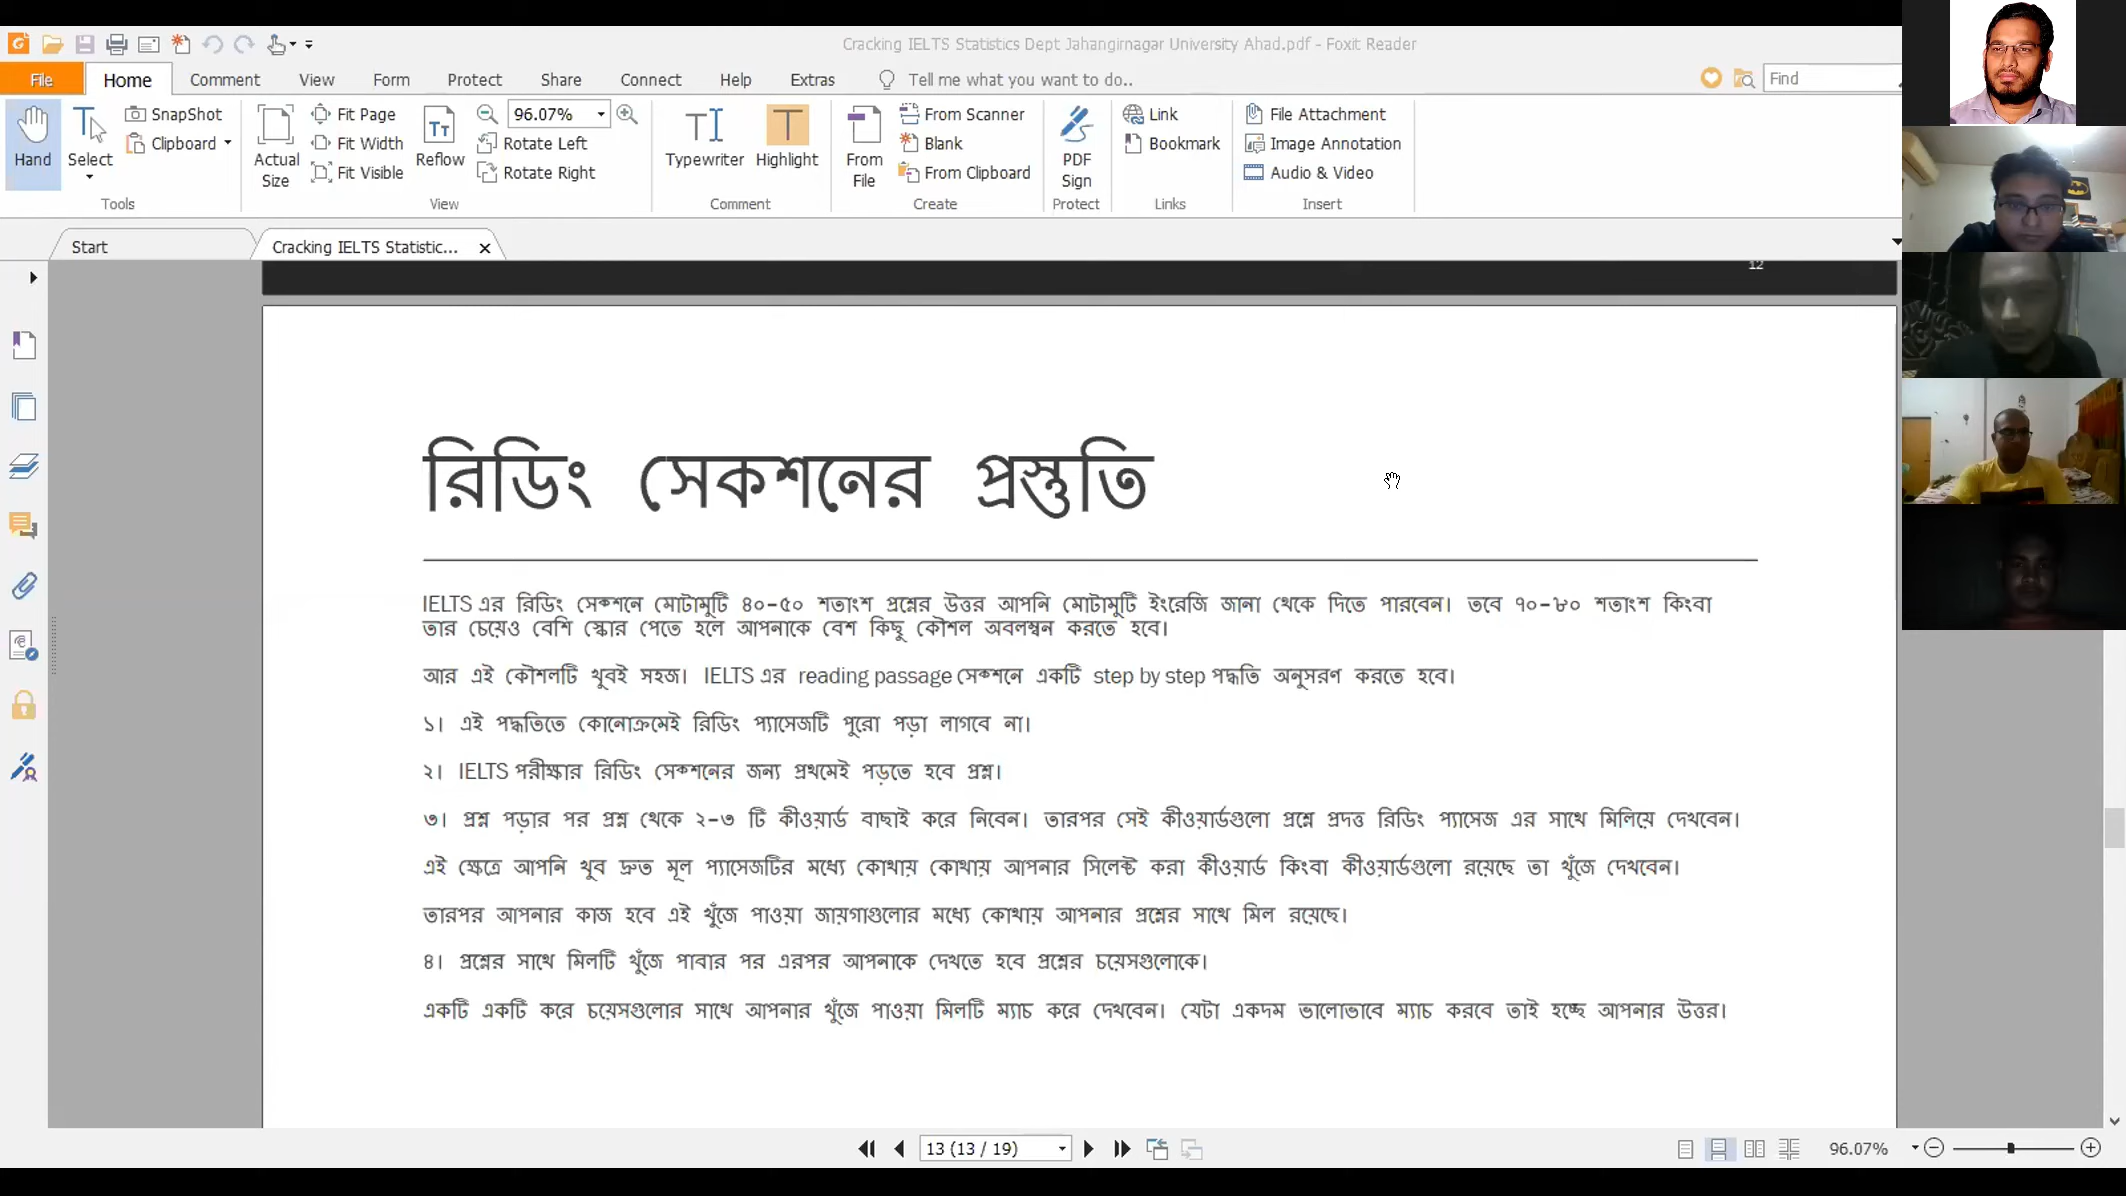 Cracking IELTS Statistics Dept Jahangirnagar University Ahad.pdf - Foxit Reader
File Home Comment View Form Protect Share Connect Help Extras Tell me what you want to do.. Find
Hand
Select
SnapShot
Clipboard
Tools
Actual Size
Fit Page
Fit Width
Fit Visible
Reflow
96.07%
Rotate Left
Rotate Right
View
Typewriter
Highlight
Comment
From File
From Scanner
Blank
From Clipboard
Create
PDF Sign
Protect
Link
Bookmark
Links
File Attachment
Image Annotation
Audio & Video
Insert
Start
Cracking IELTS Statistic...
12
রিডিং সেকশনের প্রস্তুতি
IELTS এর রিডিং সেকশনে মোটামুটি ৪০-৫০ শতাংশ প্রশ্নের উত্তর আপনি মোটামুটি ইংরেজি জানা থেকে দিতে পারবেন। তবে ৭০-৮০ শতাংশ কিংবা
তার চেয়েও বেশি স্কোর পেতে হলে আপনাকে বেশ কিছু কৌশল অবলম্বন করতে হবে।
আর এই কৌশলটি খুবই সহজ। IELTS এর reading passage সেকশনে একটি step by step পদ্ধতি অনুসরণ করতে হবে।
১। এই পদ্ধতিতে কোনোক্রমেই রিডিং প্যাসেজটি পুরো পড়া লাগবে না।
২। IELTS পরীক্ষার রিডিং সেকশনের জন্য প্রথমেই পড়তে হবে প্রশ্ন।
৩। প্রশ্ন পড়ার পর প্রশ্ন থেকে ২-৩ টি কীওয়ার্ড বাছাই করে নিবেন। তারপর সেই কীওয়ার্ডগুলো প্রশ্নে প্রদত্ত রিডিং প্যাসেজ এর সাথে মিলিয়ে দেখবেন।
এই ক্ষেত্রে আপনি খুব দ্রুত মূল প্যাসেজটির মধ্যে কোথায় কোথায় আপনার সিলেক্ট করা কীওয়ার্ড কিংবা কীওয়ার্ডগুলো রয়েছে তা খুঁজে দেখবেন।
তারপর আপনার কাজ হবে এই খুঁজে পাওয়া জায়গাগুলোর মধ্যে কোথায় আপনার প্রশ্নের সাথে মিল রয়েছে।
৪। প্রশ্নের সাথে মিলটি খুঁজে পাবার পর এরপর আপনাকে দেখতে হবে প্রশ্নের চয়েসগুলোকে।
একটি একটি করে চয়েসগুলোর সাথে আপনার খুঁজে পাওয়া মিলটি ম্যাচ করে দেখবেন। যেটা একদম ভালোভাবে ম্যাচ করবে তাই হচ্ছে আপনার উত্তর।
13 (13 / 19)
96.07%